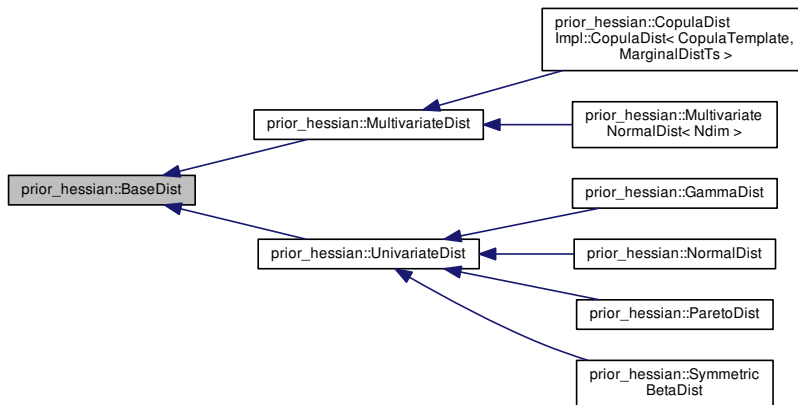 prior_hessian::CopulaDist
Impl::CopulaDist< CopulaTemplate,
MarginalDistTs >
prior_hessian::MultivariateDist
prior_hessian::Multivariate
NormalDist< Ndim >
prior_hessian::BaseDist
prior_hessian::GammaDist
prior_hessian::UnivariateDist
prior_hessian::NormalDist
prior_hessian::ParetoDist
prior_hessian::Symmetric
BetaDist